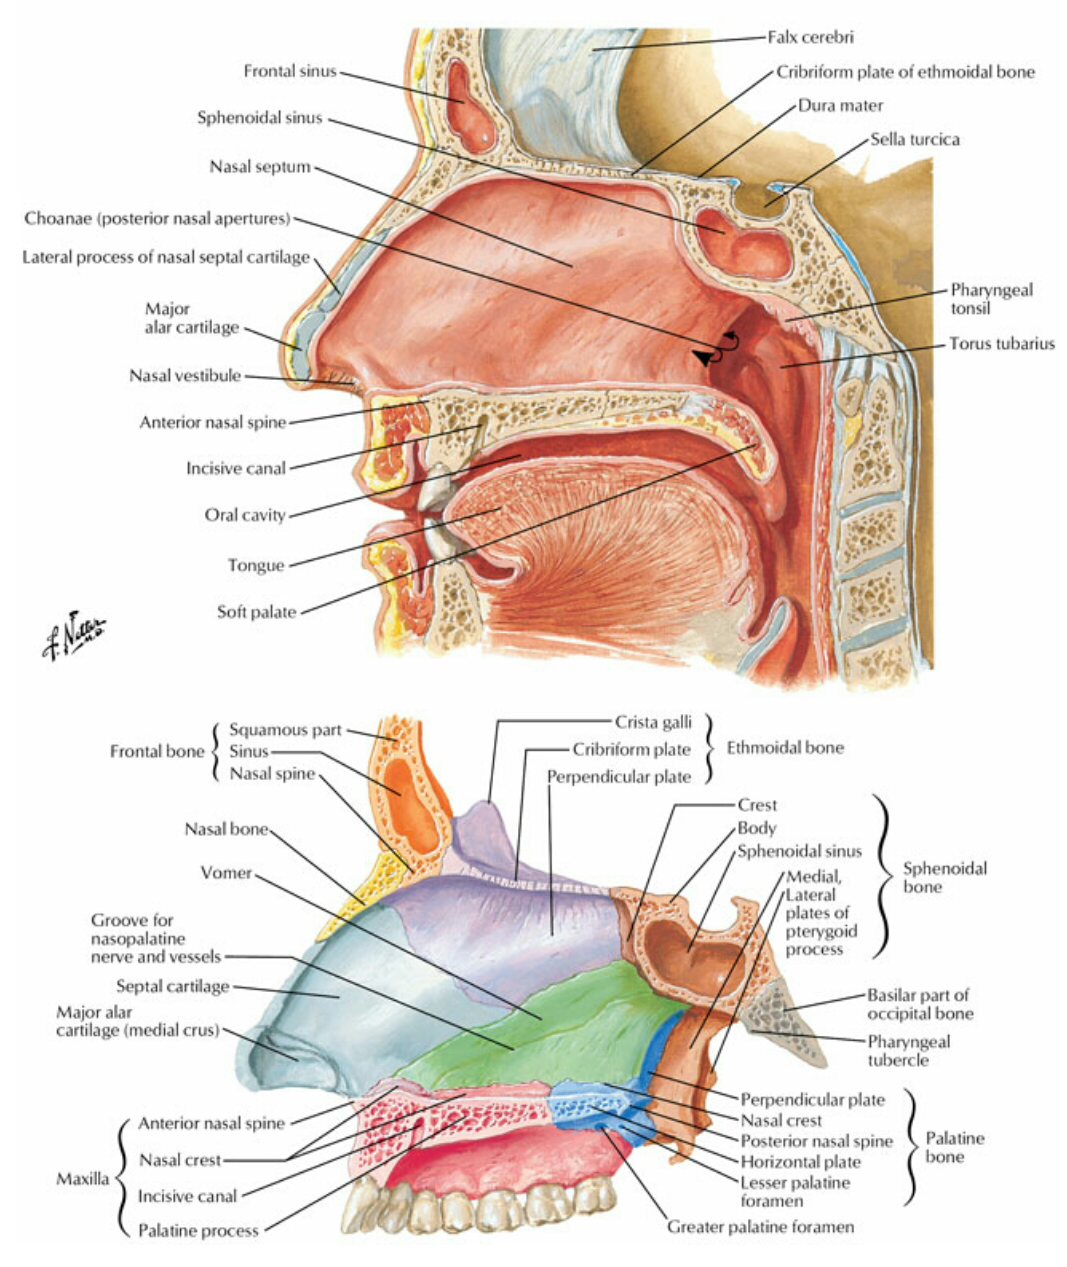 Falx cerebri
Frontal sinus
Cribriform plate of ethmoidal bone
Sphenoidal sinus
Dura mater
Nasal septum
Sella turcica
Choanae (posterior nasal apertures)
Lateral process of nasal septal cartilage
Major
alar cartilage
Pharyngeal
tonsil
Torus tubarius
Nasal vestibule
Anterior nasal spine
Incisive canal
Oral cavity
Tongue
Soft palate
F. Netter
M.D.
Frontal bone
Squamous part
Sinus
Nasal spine
Crista galli
Cribriform plate
Perpendicular plate
Ethmoidal bone
Nasal bone
Vomer
Groove for
nasopalatine
nerve and vessels
Septal cartilage
Major alar
cartilage (medial crus)
Crest
Body
Sphenoidal sinus
Medial,
Lateral
plates of
pterygoid
process
Sphenoidal
bone
Basilar part of
occipital bone
Pharyngeal
tubercle
Maxilla
Anterior nasal spine
Nasal crest
Incisive canal
Palatine process
Perpendicular plate
Nasal crest
Posterior nasal spine
Horizontal plate
Lesser palatine
foramen
Greater palatine foramen
Palatine
bone